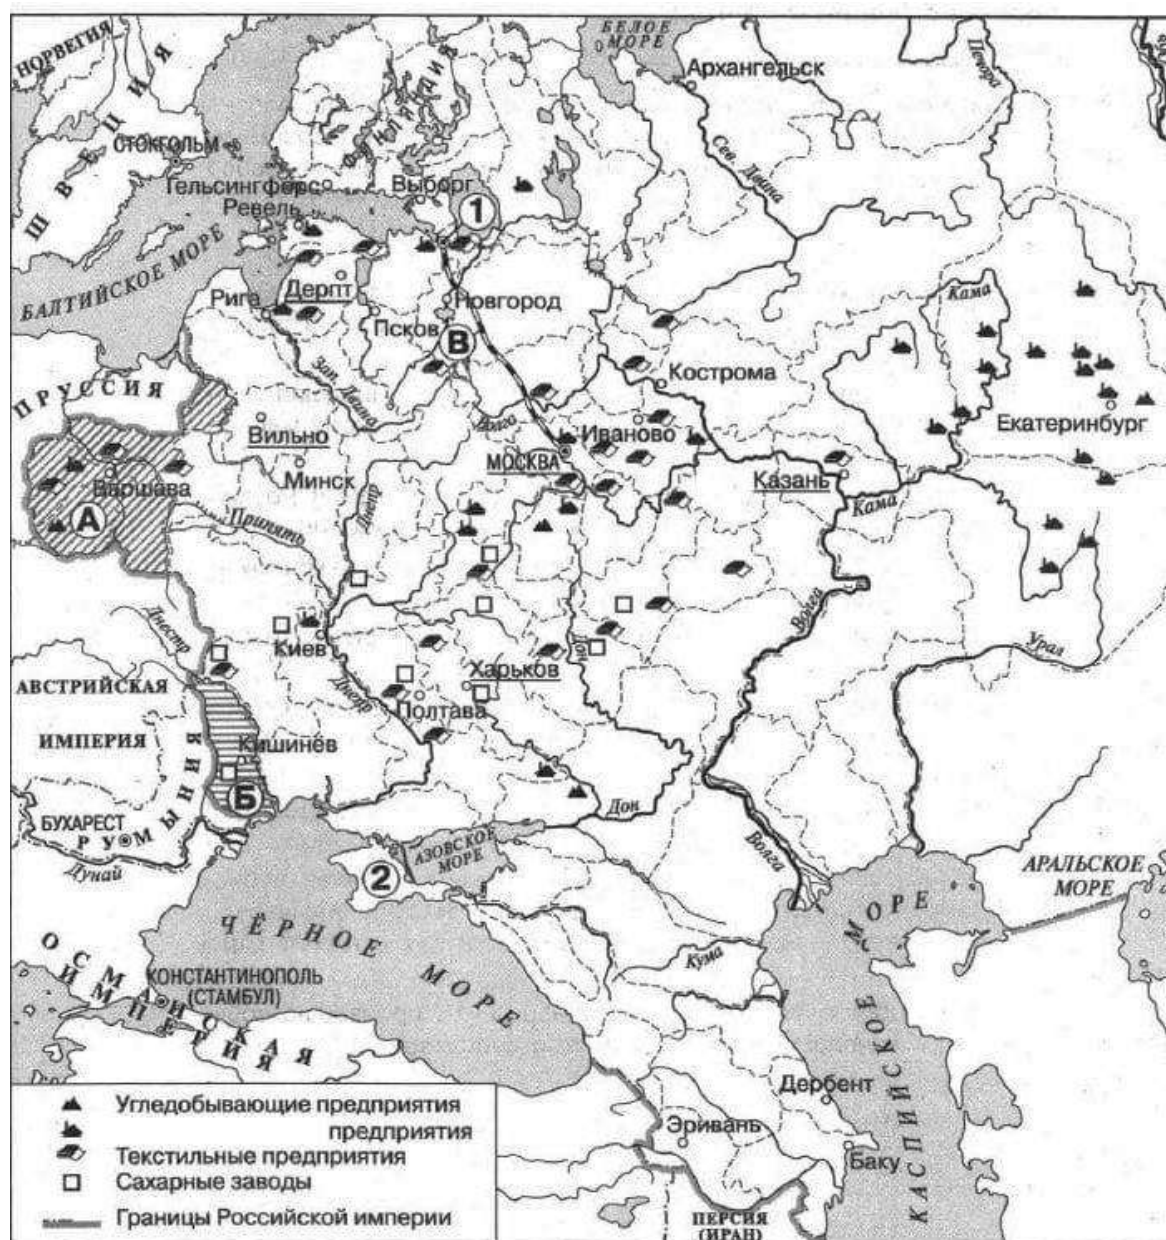 БЕЛОЕ
МОРЕ
НОРВЕГИЯ
Архангельск
Печора
ШВЕЦИЯ
ФИНЛЯНДИЯ
СТОКГОЛЬМ
Сев. Двина
Гельсингфорс
Выборг
1
Ревель
БАЛТИЙСКОЕ МОРЕ
Дерпт
Рига
Новгород
Кама
Псков
В
Зап. Двина
ПРУССИЯ
Кострома
Волга
Вильно
Иваново
Екатеринбург
МОСКВА
Варшава
Минск
Днепр
Казань
Кама
А
Припять
Волга
Днестр
Киев
Дон
Урал
Харьков
АВСТРИЙСКАЯ
Днепр
Полтава
ИМПЕРИЯ
Кишинёв
Б
БУХАРЕСТ
РУМЫНИЯ
Дон
Дунай
АЗОВСКОЕ
МОРЕ
Волга
АРАЛЬСКОЕ
МОРЕ
2
ЧЁРНОЕ МОРЕ
ОСМАНСКАЯ
ИМПЕРИЯ
КОНСТАНТИНОПОЛЬ
(СТАМБУЛ)
Кума
КАСПИЙСКОЕ МОРЕ
Дербент
Эривань
Баку
ПЕРСИЯ
(ИРАН)
Угледобывающие предприятия
предприятия
Текстильные предприятия
Сахарные заводы
Границы Российской империи